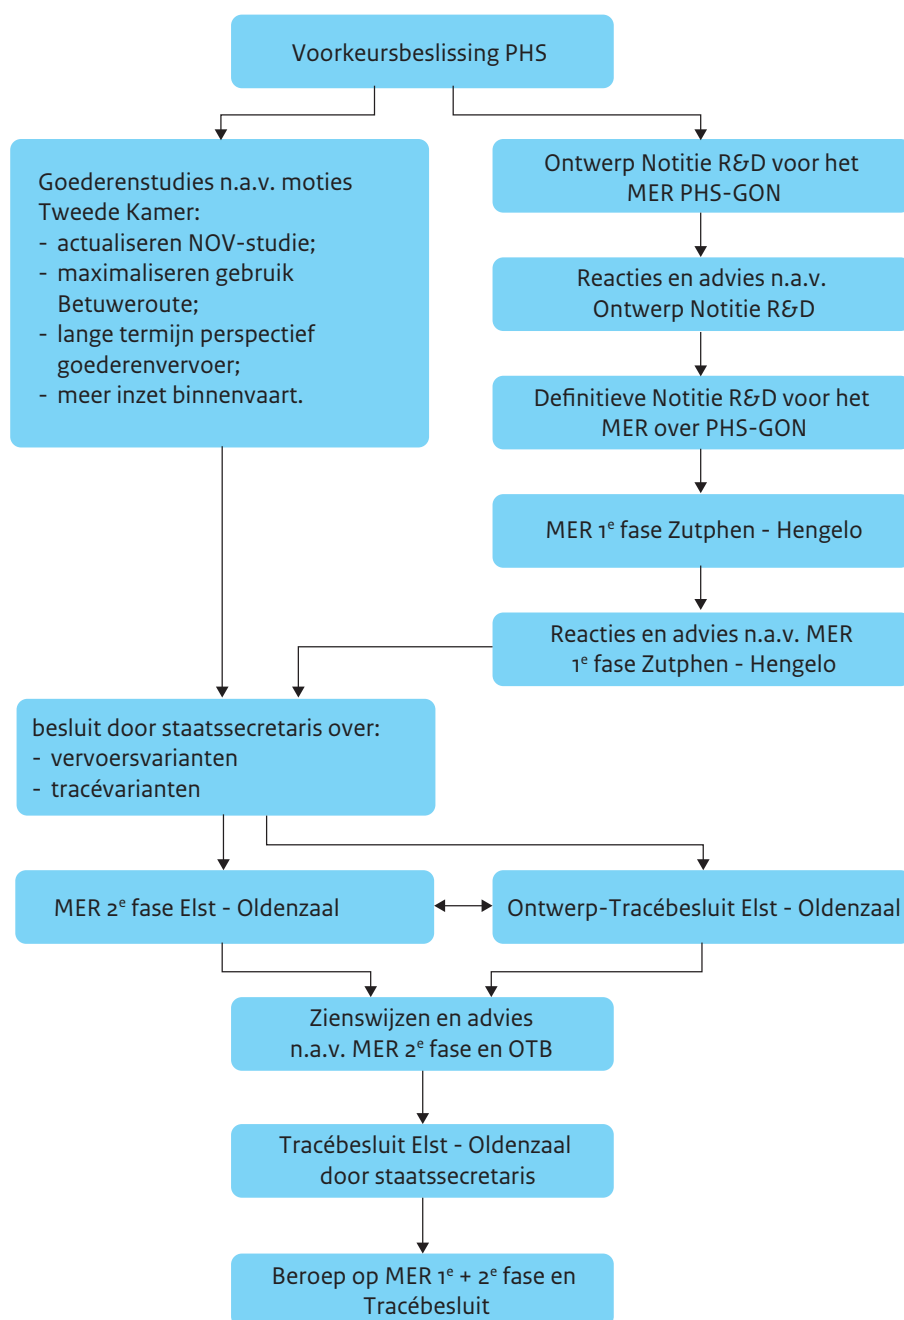 Voorkeursbeslissing PHS
Goederenstudies n.a.v. moties
Tweede Kamer:
- actualiseren NOV-studie;
- maximaliseren gebruik
Betuweroute;
- lange termijn perspectief
goederenvervoer;
- meer inzet binnenvaart.
Ontwerp Notitie R&D voor het
MER PHS-GON
Reacties en advies n.a.v.
Ontwerp Notitie R&D
Definitieve Notitie R&D voor het
MER over PHS-GON
MER 1e fase Zutphen - Hengelo
Reacties en advies n.a.v. MER
1e fase Zutphen - Hengelo
besluit door staatssecretaris over:
- vervoersvarianten
- tracévarianten
MER 2e fase Elst - Oldenzaal
Ontwerp-Tracébesluit Elst - Oldenzaal
Zienswijzen en advies
n.a.v. MER 2e fase en OTB
Tracébesluit Elst - Oldenzaal
door staatssecretaris
Beroep op MER 1e + 2e fase en
Tracébesluit